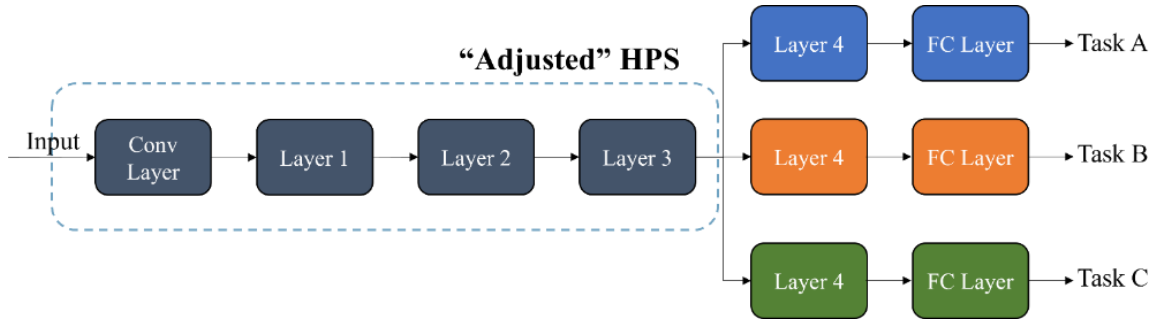 Layer 4
FC Layer
Task A
“Adjusted” HPS
Input
Conv
Layer
Layer 1
Layer 2
Layer 3
Layer 4
FC Layer
Task B
Layer 4
FC Layer
Task C